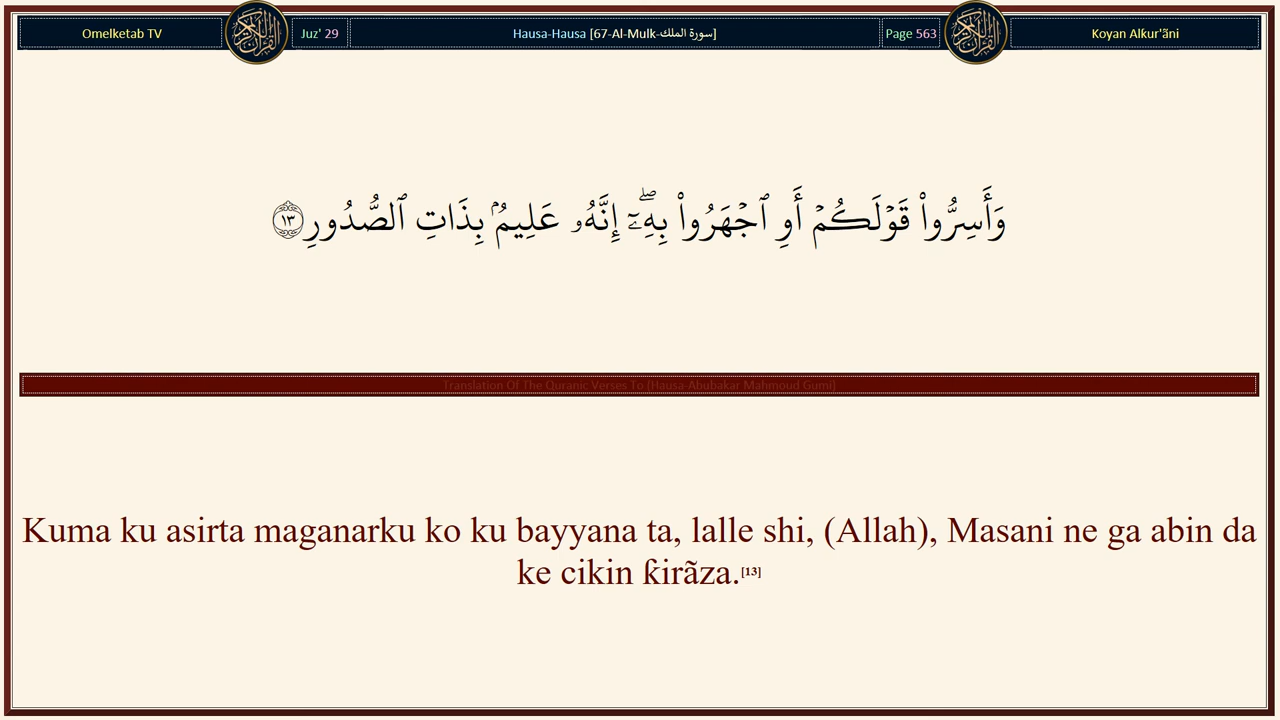 Omelketab TV
Juz' 29
Hausa-Hausa [67-Al-Mulk-سورة الملك]
Page 563
Koyan Alƙur'ãni
وَأَسِرُّوا۟ قَوْلَكُمْ أَوِ ٱجْهَرُوا۟ بِهِۦٓ ۖ إِنَّهُۥ عَلِيمٌۢ بِذَاتِ ٱلصُّدُورِ ١٣
Translation Of The Quranic Verses To (Hausa-Abubakar Mahmoud Gumi)
Kuma ku asirta maganarku ko ku bayyana ta, lalle shi, (Allah), Masani ne ga abin da
ke cikin ƙirãza.[13]